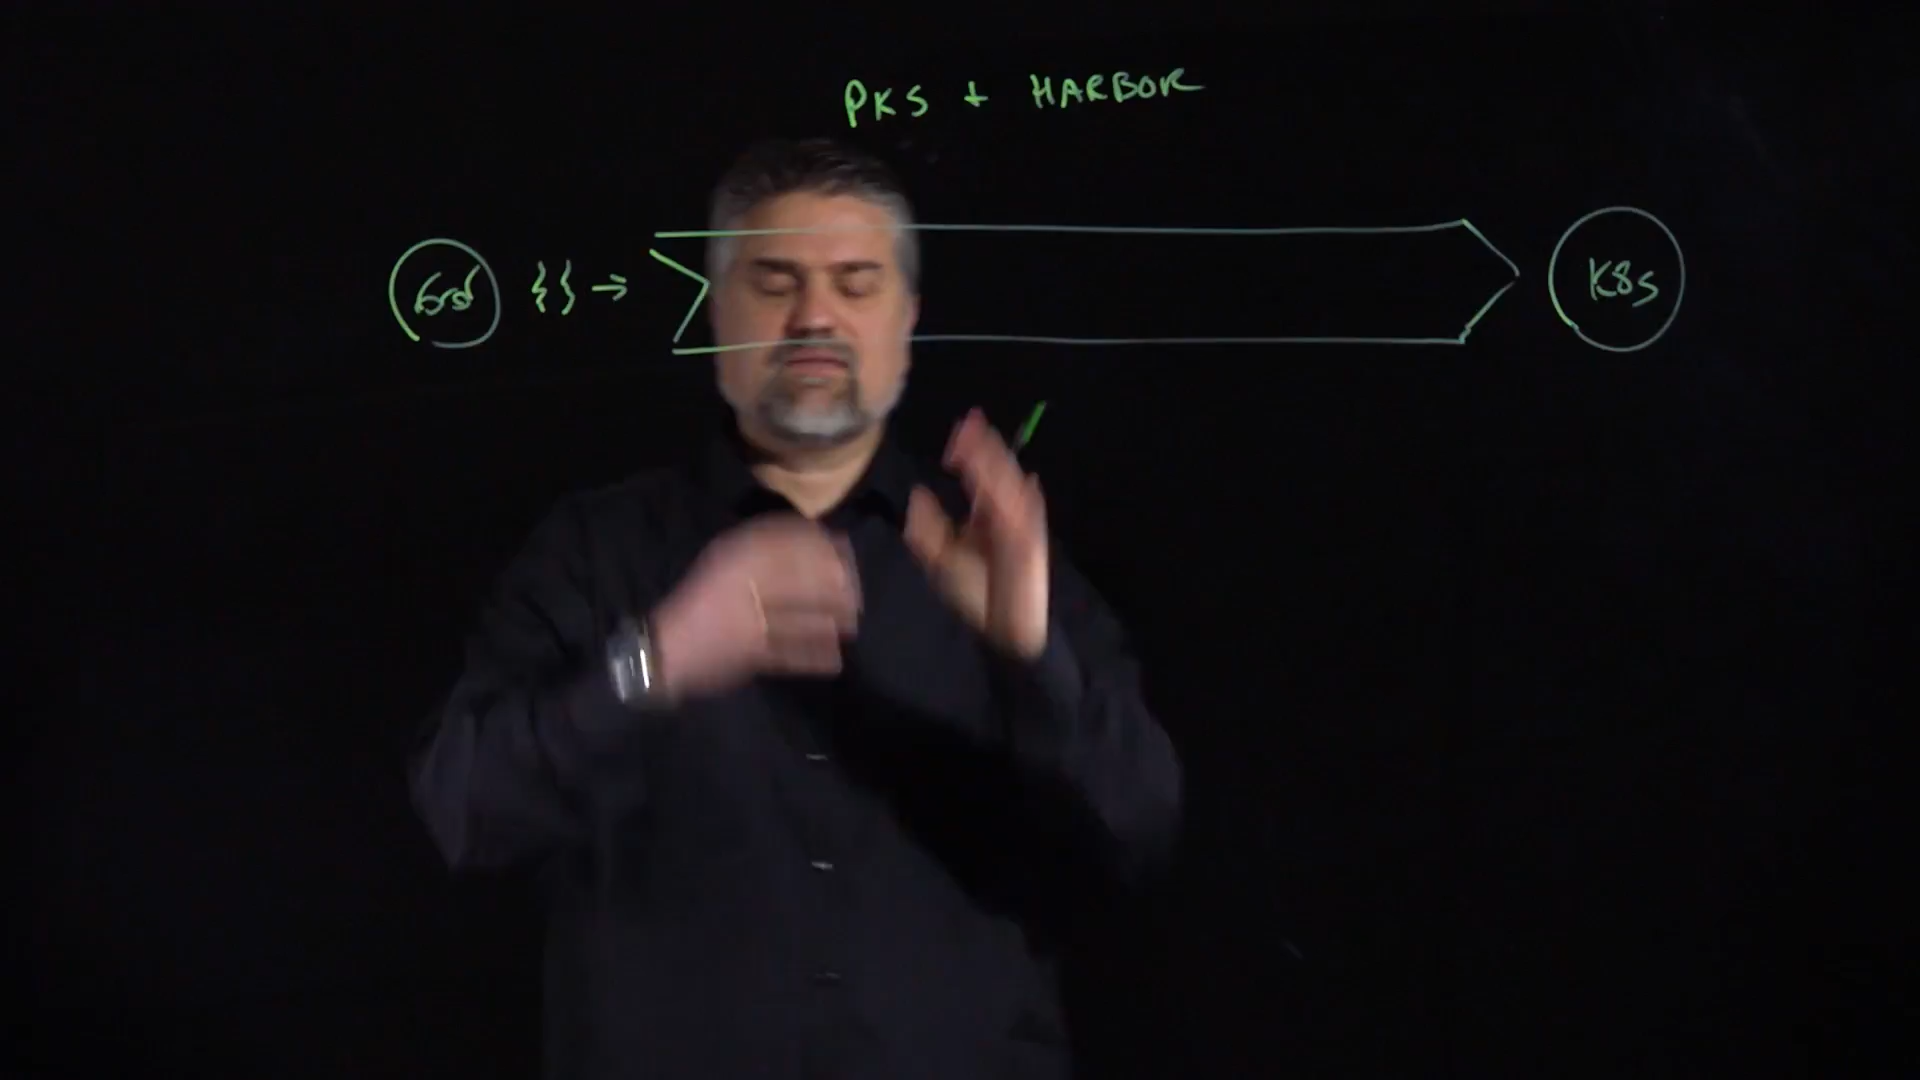 PKS + HARBOR
{ } →
K8s